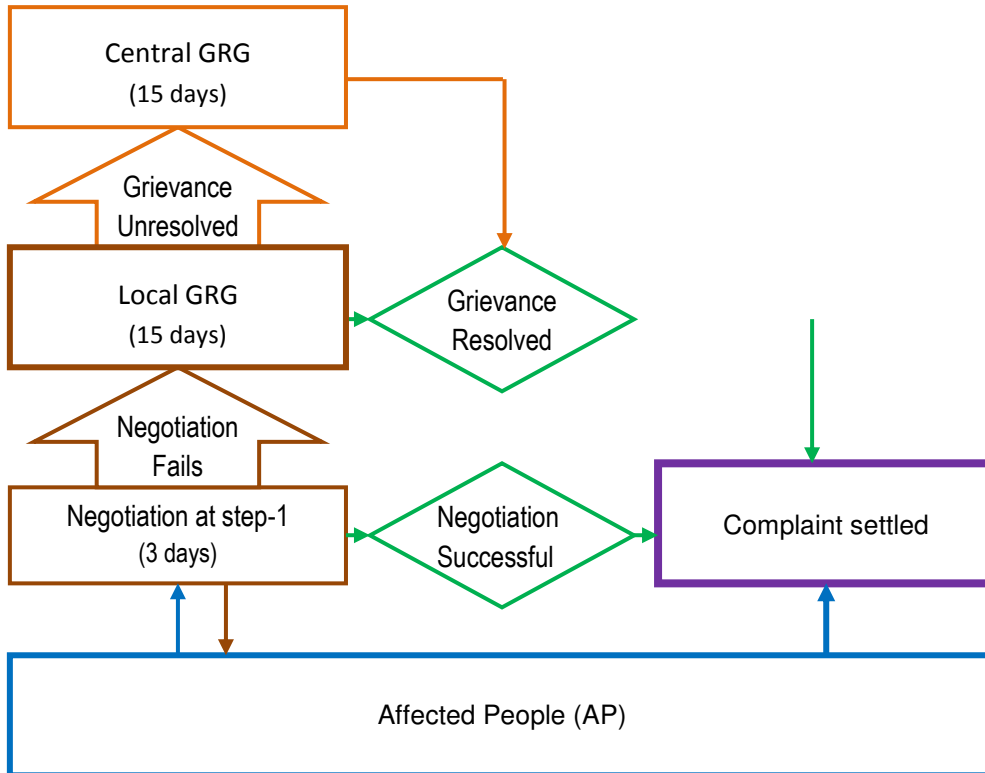 Central GRG
(15 days)
Grievance
Unresolved
Local GRG
(15 days)
Grievance
Resolved
Negotiation
Fails
Negotiation at step-1
(3 days)
Negotiation
Successful
Complaint settled
Affected People (AP)